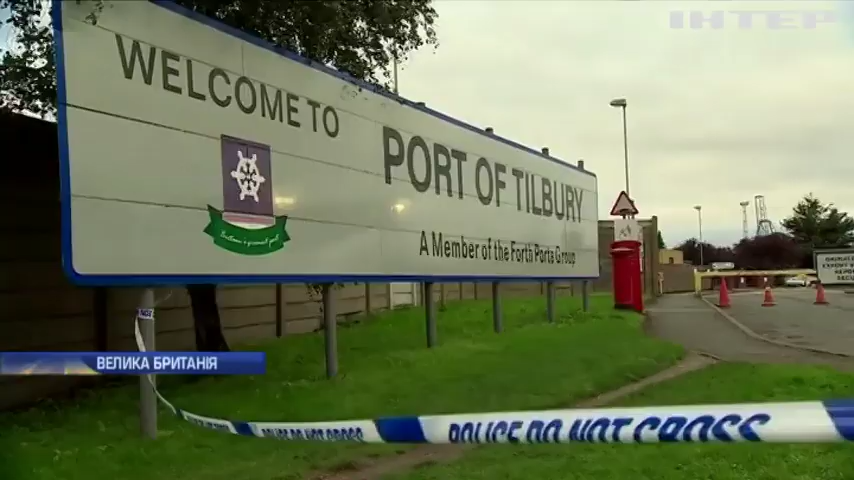 ІНТЕР
WELCOME TO
PORT OF TILBURY
A Member of the Forth Ports Group
ВЕЛИКА БРИТАНІЯ
POLICE DO NOT CROSS
POLICE DO NOT CROSS